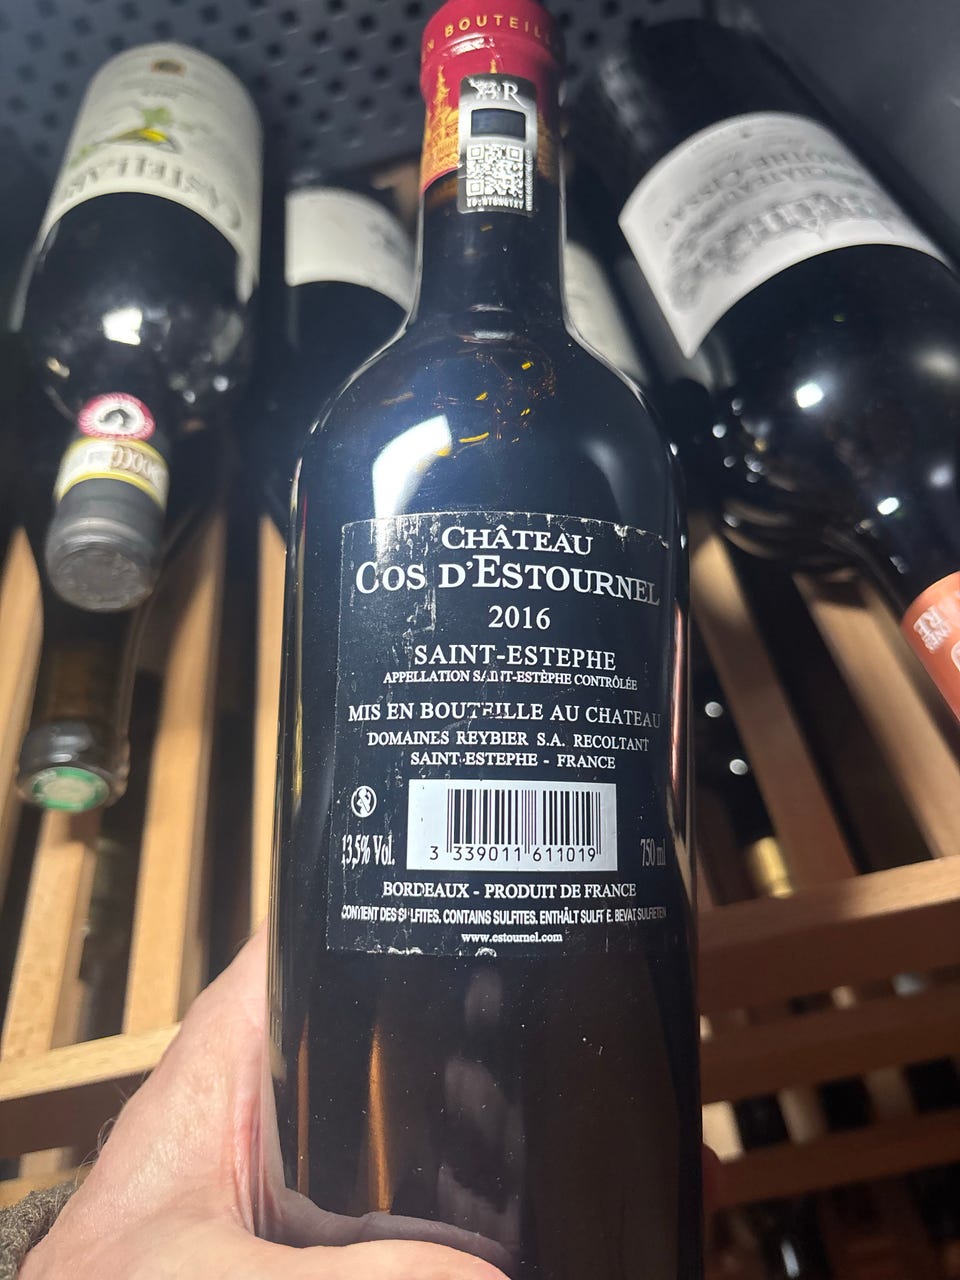 N BOUTEIL
CHÂTEAU
COS D'ESTOURNEL
2016
SAINT-ESTEPHE
APPELLATION SAINT-ESTÈPHE CONTRÔLÉE
MIS EN BOUTEILLE AU CHATEAU
DOMAINES REYBIER S.A. RECOLTANT
SAINT-ESTEPHE - FRANCE
13,5% Vol.
3 339011 611019
750 ml
BORDEAUX - PRODUIT DE FRANCE
CONTIENT DES SULFITES. CONTAINS SULFITES. ENTHÄLT SULFITE. BEVAT SULFIETEN
www.estournel.com